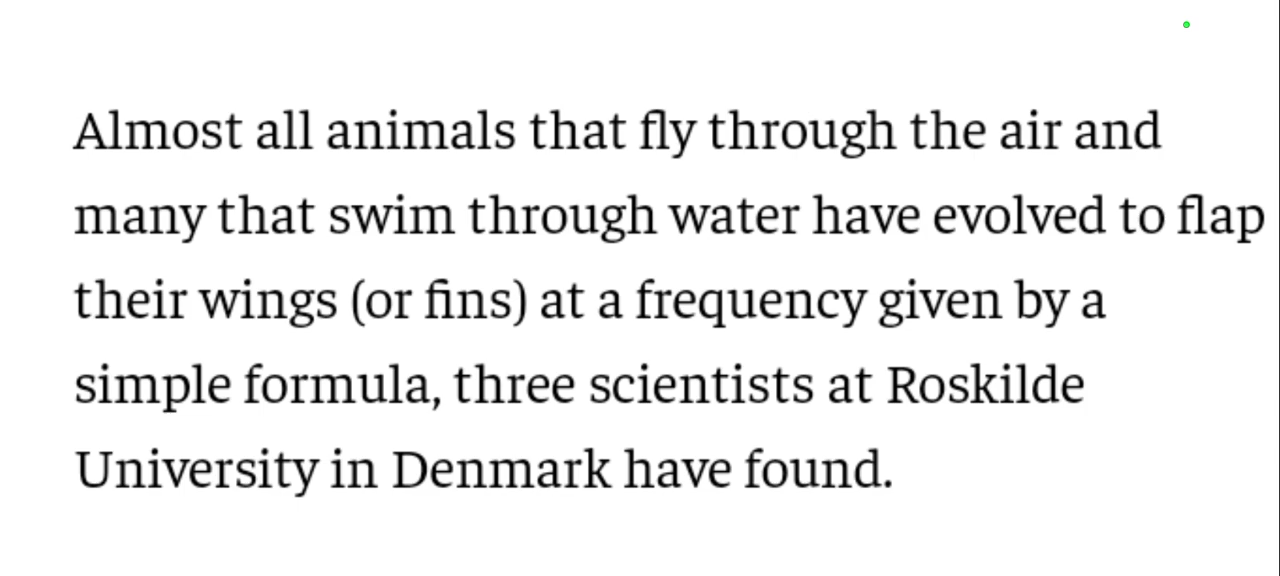 Almost all animals that fly through the air and
many that swim through water have evolved to flap
their wings (or fins) at a frequency given by a
simple formula, three scientists at Roskilde
University in Denmark have found.